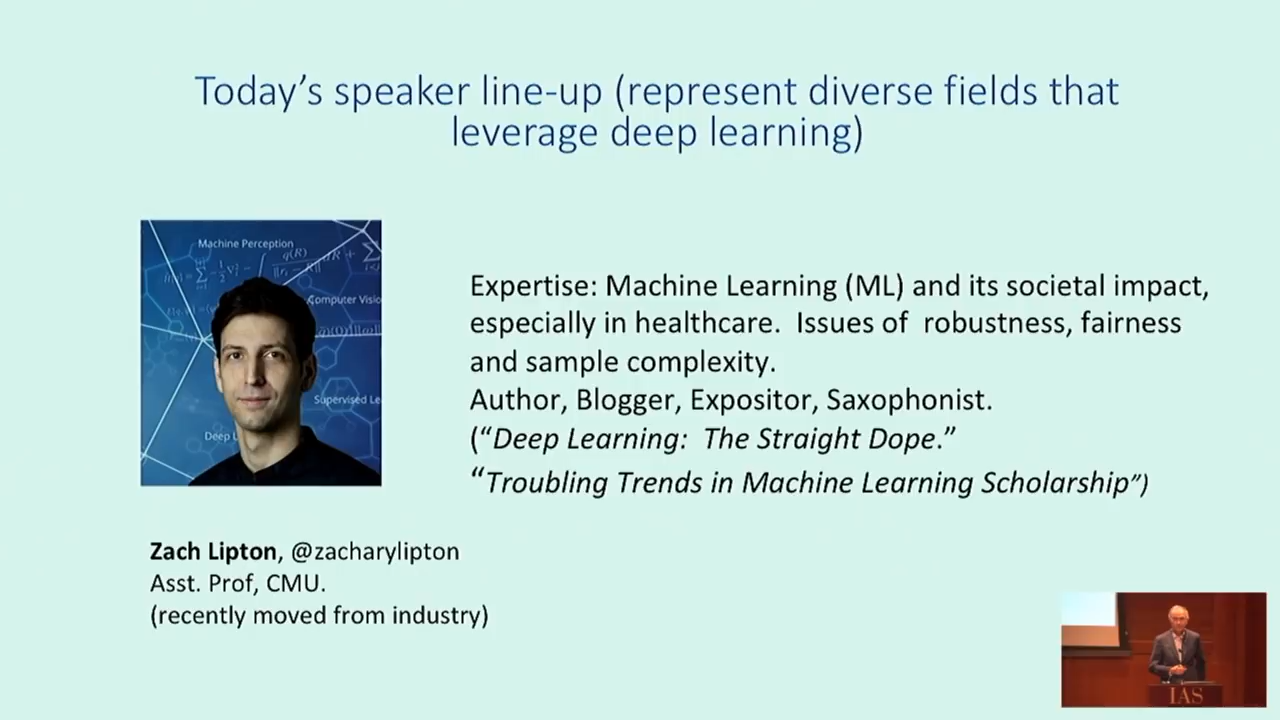 Today's speaker line-up (represent diverse fields that
leverage deep learning)
Machine Perception
Computer Visio
Supervised Le
Deep L
Expertise: Machine Learning (ML) and its societal impact,
especially in healthcare.  Issues of  robustness, fairness
and sample complexity.
Author, Blogger, Expositor, Saxophonist.
("Deep Learning:  The Straight Dope."
"Troubling Trends in Machine Learning Scholarship")
Zach Lipton, @zacharylipton
Asst. Prof, CMU.
(recently moved from industry)
IAS